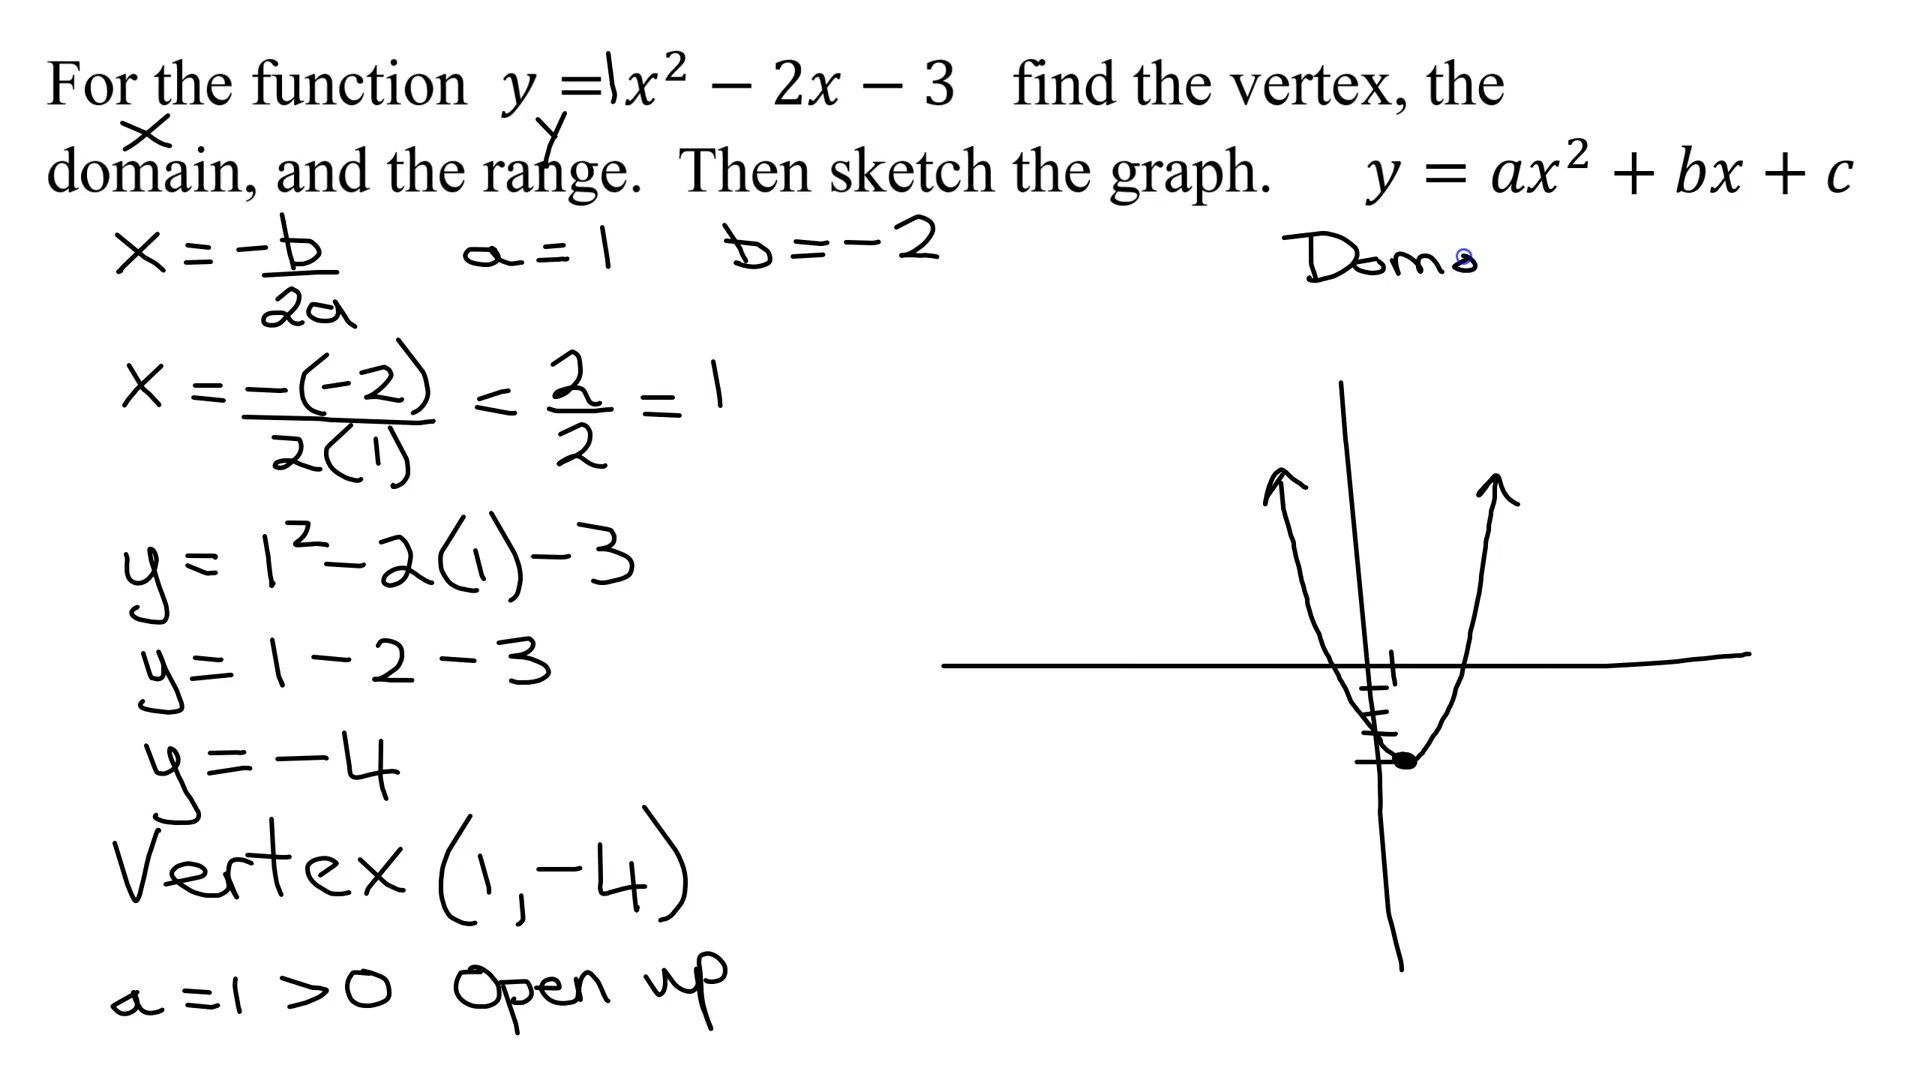 For the function y = 1x² − 2x − 3 find the vertex, the
x y
domain, and the range. Then sketch the graph. y = ax² + bx + c
x = -b/2a a = 1 b = -2 Doma
x = -(-2)/2(1) = 2/2 = 1
y = 1² - 2(1) - 3
y = 1 - 2 - 3
y = -4
Vertex (1, -4)
a = 1 > 0 Open up